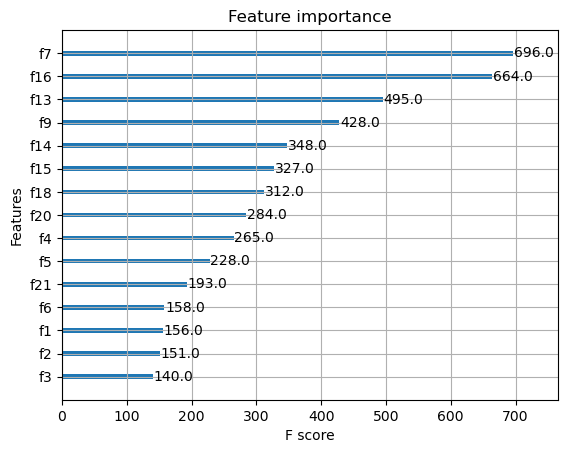 Feature importance
f7 696.0
f16 664.0
f13 495.0
f9 428.0
f14 348.0
f15 327.0
f18 312.0
f20 284.0
f4 265.0
f5 228.0
f21 193.0
f6 158.0
f1 156.0
f2 151.0
f3 140.0
Features
0 100 200 300 400 500 600 700
F score